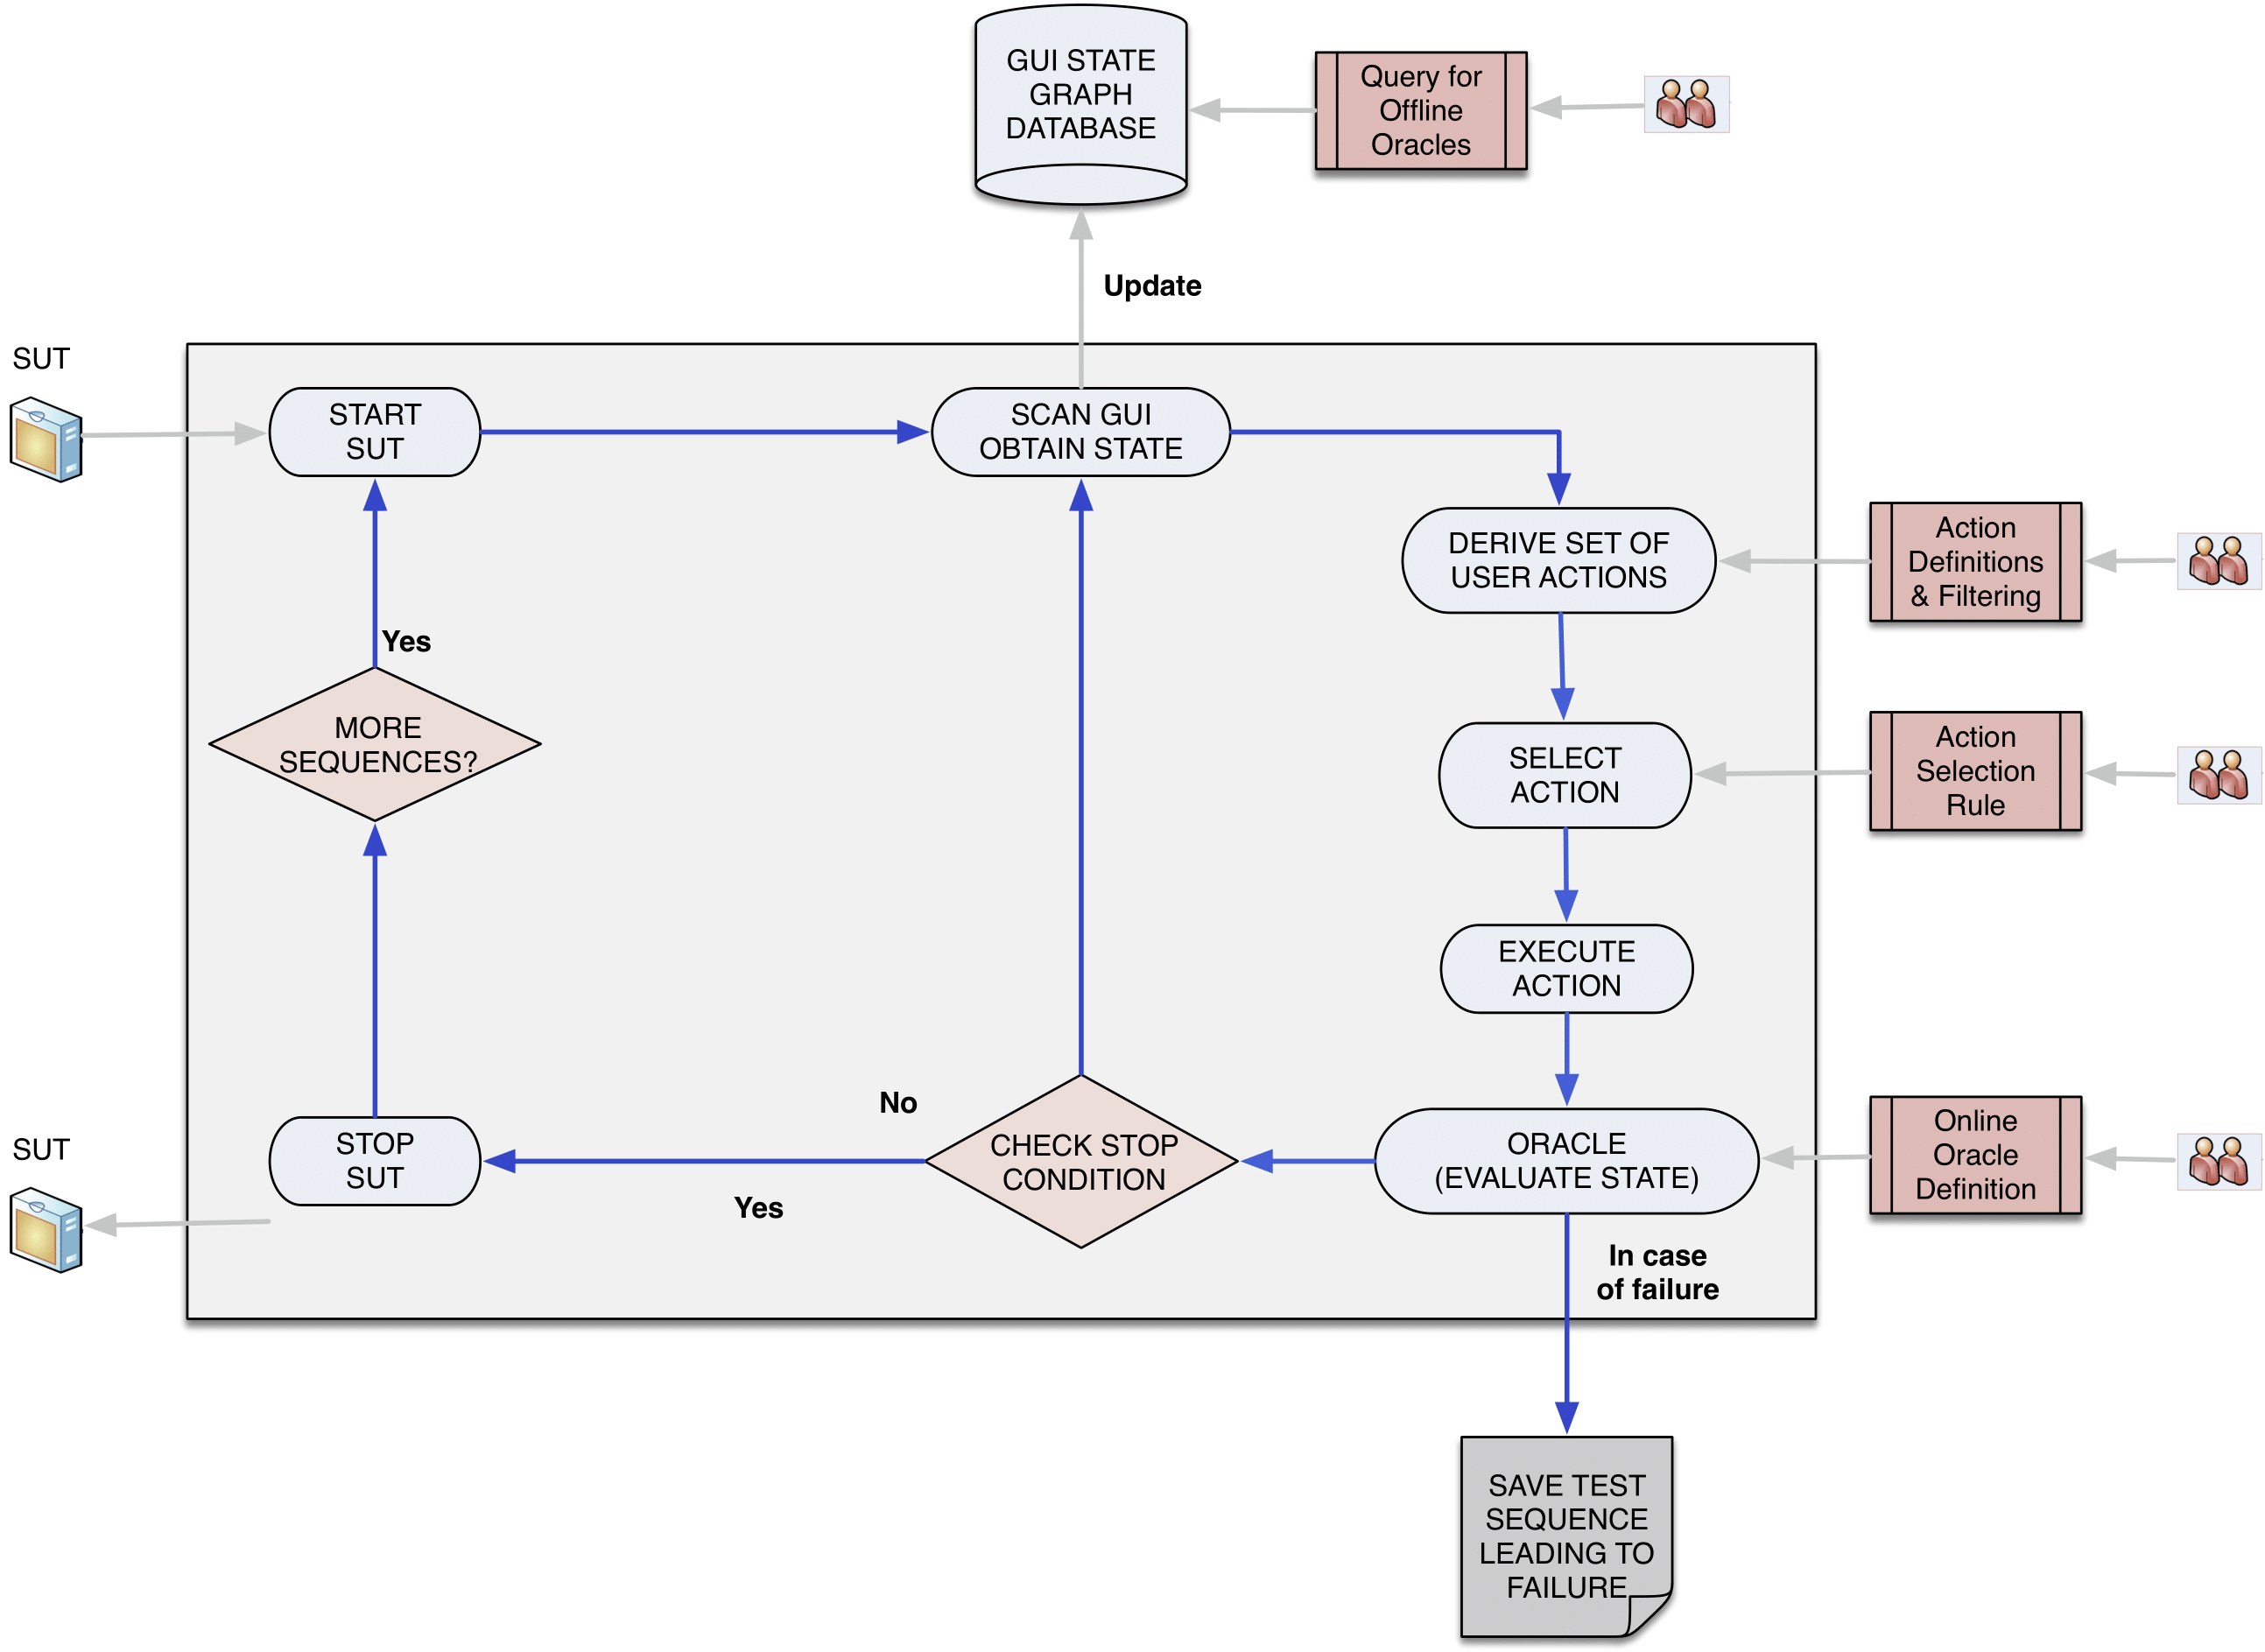 GUI STATE
GRAPH
DATABASE
Query for
Offline
Oracles
Update
SUT
START
SUT
SCAN GUI
OBTAIN STATE
DERIVE SET OF
USER ACTIONS
Action
Definitions
& Filtering
Yes
MORE
SEQUENCES?
SELECT
ACTION
Action
Selection
Rule
EXECUTE
ACTION
No
SUT
STOP
SUT
CHECK STOP
CONDITION
ORACLE
(EVALUATE STATE)
Online
Oracle
Definition
Yes
In case
of failure
SAVE TEST
SEQUENCE
LEADING TO
FAILURE